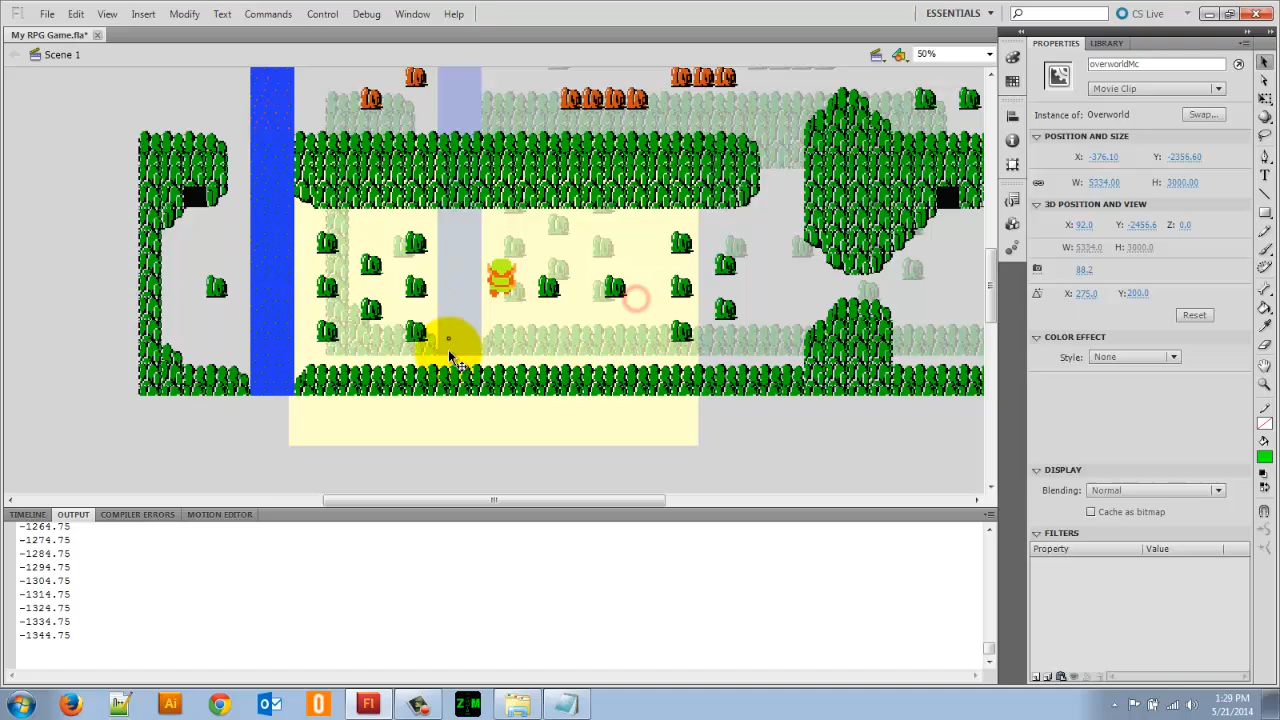 Fl File Edit View Insert Modify Text Commands Control Debug Window Help ESSENTIALS CS Live
My RPG Game.fla*
Scene 1 50%
PROPERTIES LIBRARY
overworldMc
Movie Clip
Instance of: Overworld Swap...
POSITION AND SIZE
X: -376.10 Y: -2356.60
W: 5334.00 H: 3000.00
3D POSITION AND VIEW
X: 92.0 Y: -2456.6 Z: 0.0
W: 5334.0 H: 3000.0
88.2
X: 275.0 Y: 200.0
Reset
COLOR EFFECT
Style: None
DISPLAY
Blending: Normal
Cache as bitmap
FILTERS
Property Value
TIMELINE OUTPUT COMPILER ERRORS MOTION EDITOR
-1264.75
-1274.75
-1284.75
-1294.75
-1304.75
-1314.75
-1324.75
-1334.75
-1344.75
Ai Fl
1:29 PM
5/21/2014